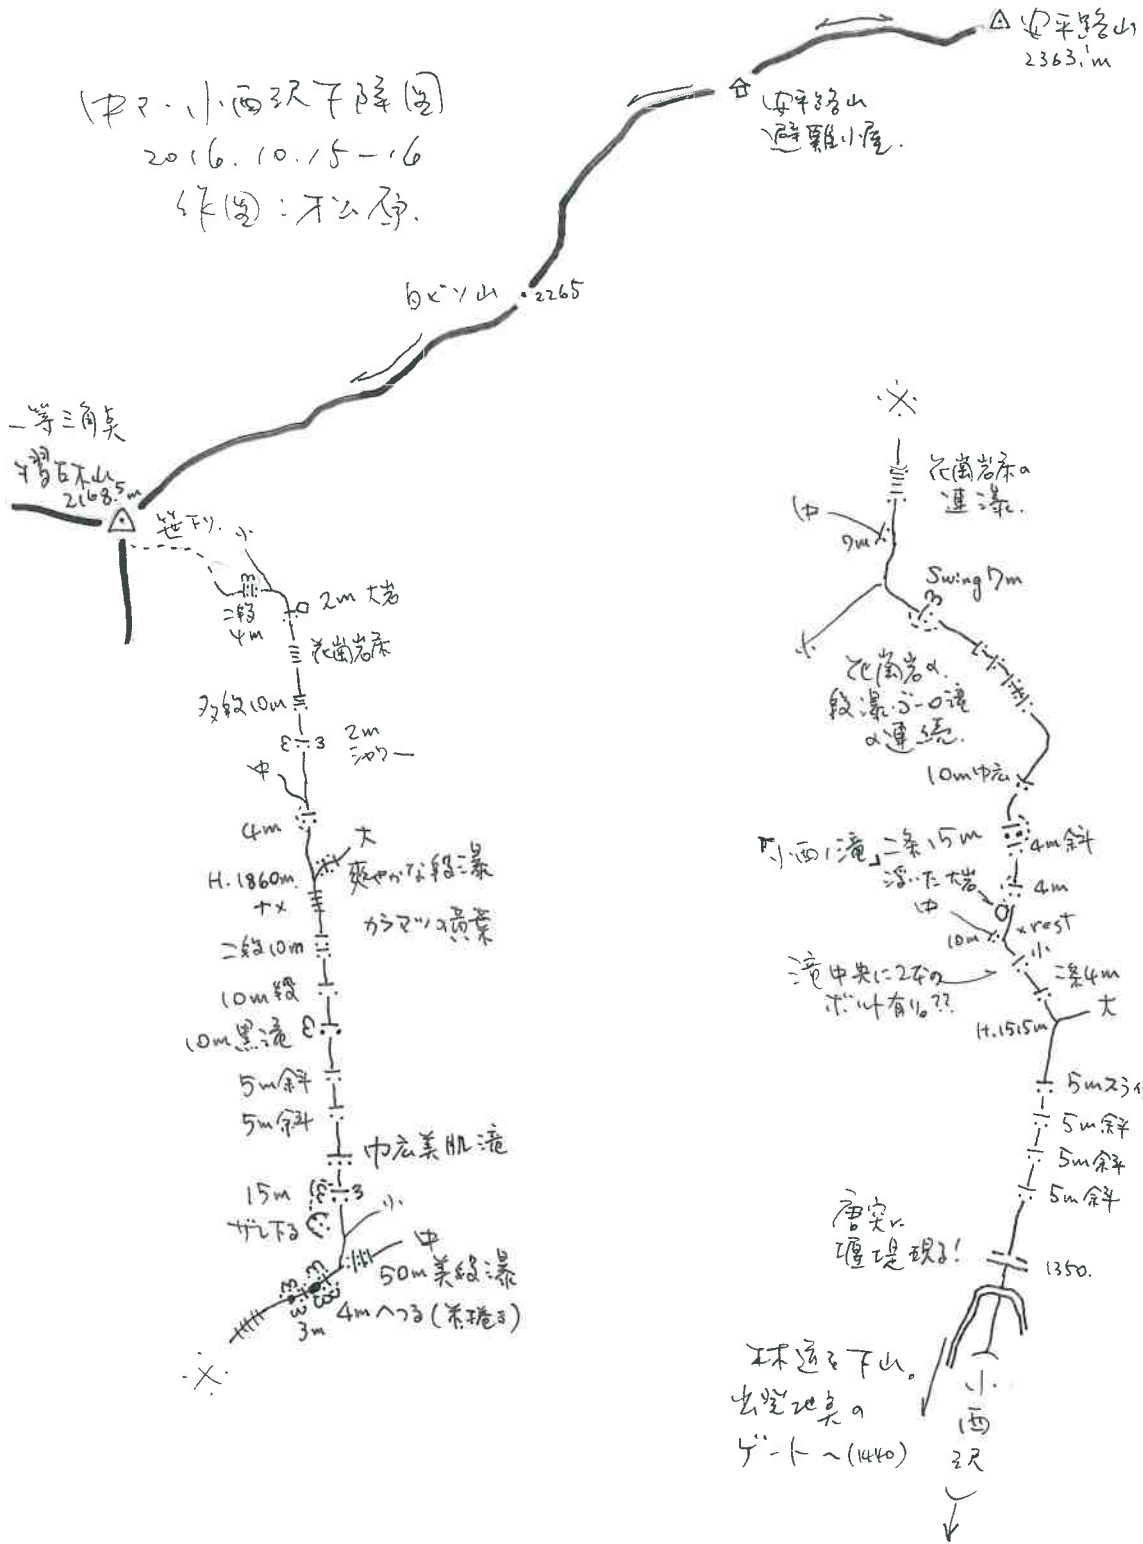 中ア・小西沢下降図
2016.10.15-16
作図:松原.
安平路山
2363.1m
安平路山
避難小屋.
白ビソ山
・2265
一等三角点
摺古木山
2168.5m
笹下り.
小
二段
4m
2m 大岩
花崗岩床
多段10m
2m
シャワー
中
4m
大
H.1860m.
ナメ
爽やかな段瀑
カラマツの黄葉
二段10m
10m段
10m黒滝
5m斜
5m斜
巾広美肌滝
15m
ザレ下る
小
中
50m美段瀑
4mへつる(
3m
※
※
花崗岩床の
連瀑.
中
7m
Swing 7m
小
花崗岩の
段瀑・ゴーロ滝
の連続.
10m巾広
『小西ノ滝』二条15m
4m斜
浮いた大岩
4m
中
10m
×rest
小
滝中央に2本の
ボルト有り。??
二条4m
大
H.1515m
5mスライ
5m斜
5m斜
5m斜
唐突に
堰堤現る!
1350.
林道を下山。
出発地点の
ゲートへ(1440)
小
西
沢